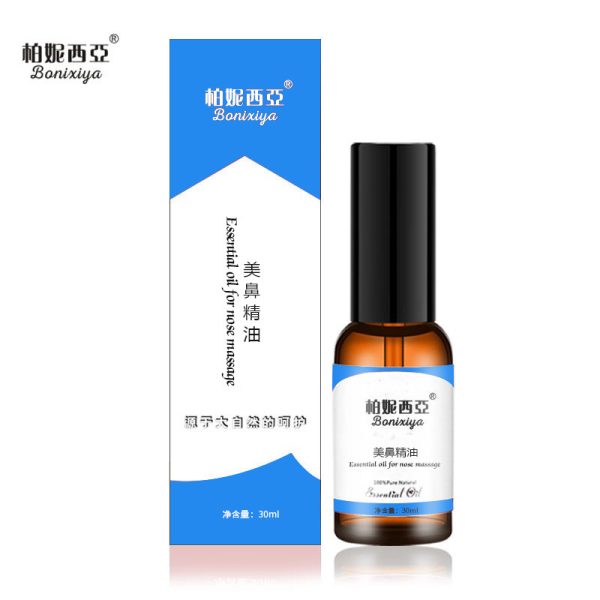 柏妮西亞®
Bonixiya
柏妮西亞®
Bonixiya
美鼻精油
Essential oil for nose massage
源于大自然的呵护
净含量：30ml
柏妮西亞®
Bonixiya
美鼻精油
Essential oil for nose massage
100%Pure Natural
Essential Oil
净含量：30ml